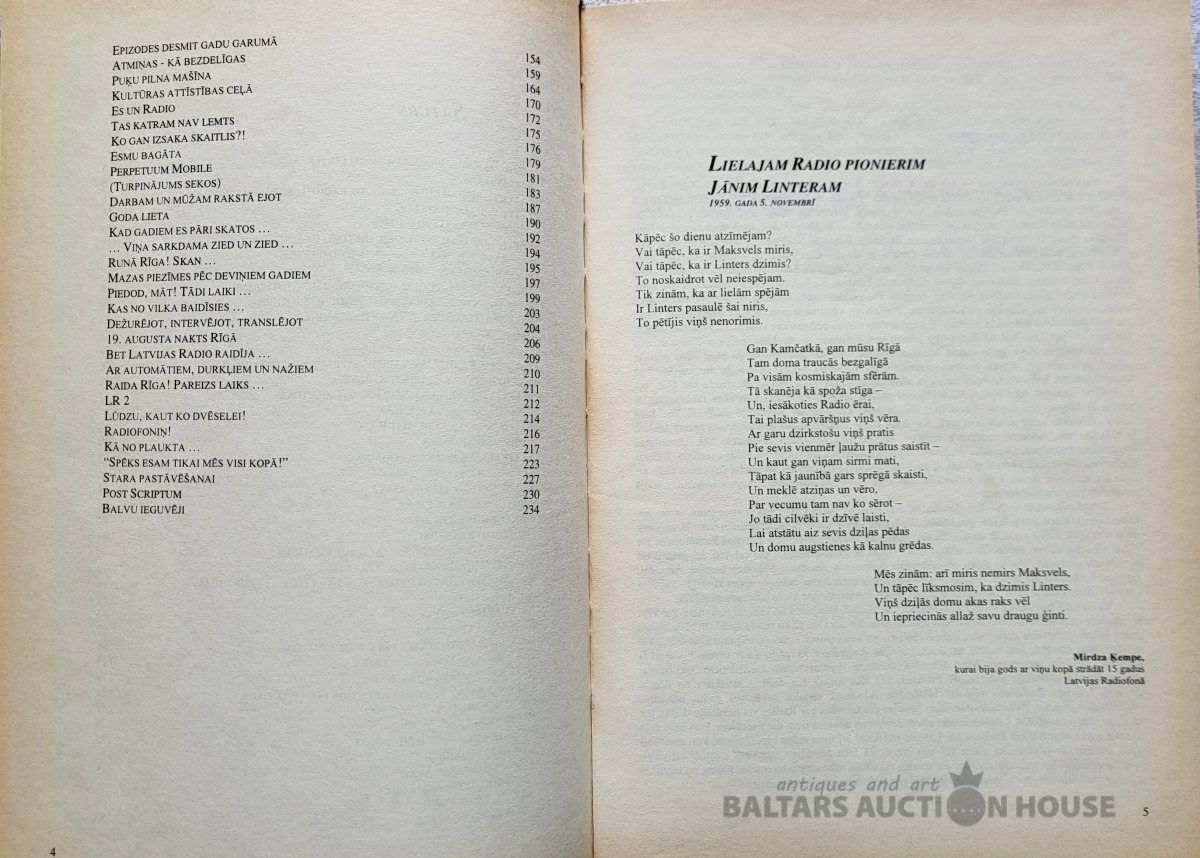 EPIZODES DESMIT GADU GARUMĀ 154
ATMIŅAS - KĀ BEZDELĪGAS 159
PUĶU PILNA MAŠĪNA 164
KULTŪRAS ATTĪSTĪBAS CEĻĀ 170
ES UN RADIO 172
TAS KATRAM NAV LEMTS 175
KO GAN IZSAKA SKAITLIS?! 176
ESMU BAGĀTA 179
PERPETUUM MOBILE 181
(TURPINĀJUMS SEKOS) 183
DARBAM UN MŪŽAM RAKSTĀ EJOT 187
GODA LIETA 190
KAD GADIEM ES PĀRI SKATOS ... 192
... VIŅA SARKDAMA ZIED UN ZIED ... 194
RUNĀ RĪGA! SKAN ... 195
MAZAS PIEZĪMES PĒC DEVIŅIEM GADIEM 197
PIEDOD, MĀT! TĀDI LAIKI ... 199
KAS NO VILKA BAIDĪSIES ... 203
DEŽURĒJOT, INTERVĒJOT, TRANSLĒJOT 204
19. AUGUSTA NAKTS RĪGĀ 206
BET LATVIJAS RADIO RAIDĪJA ... 209
AR AUTOMĀTIEM, DURKĻIEM UN NAŽIEM 210
RAIDA RĪGA! PAREIZS LAIKS ... 211
LR 2 212
LŪDZU, KAUT KO DVĒSELEI! 214
RADIOFONIŅ! 216
KĀ NO PLAUKTA ... 217
“SPĒKS ESAM TIKAI MĒS VISI KOPĀ!” 223
STARA PASTĀVĒŠANAI 227
POST SCRIPTUM 230
BALVU IEGUVĒJI 234
4
LIELAJAM RADIO PIONIERIM
JĀNIM LINTERAM
1959. GADA 5. NOVEMBRĪ
Kāpēc šo dienu atzīmējam?
Vai tāpēc, ka ir Maksvels miris,
Vai tāpēc, ka ir Linters dzimis?
To noskaidrot vēl neiespējam.
Tik zinām, ka ar lielām spējām
Ir Linters pasaulē šai niris,
To pētījis viņš nenorimis.
Gan Kamčatkā, gan mūsu Rīgā
Tam doma traucās bezgalīgā
Pa visām kosmiskajām sfērām.
Tā skanēja kā spoža stīga –
Un, iesākoties Radio ērai,
Tai plašus apvāršņus viņš vēra.
Ar garu dzirkstošu viņš pratis
Pie sevis vienmēr ļaužu prātus saistīt –
Un kaut gan viņam sirmi mati,
Tāpat kā jaunībā gars sprēgā skaisti,
Un meklē atziņas un vēro,
Par vecumu tam nav ko sērot –
Jo tādi cilvēki ir dzīvē laisti,
Lai atstātu aiz sevis dziļas pēdas
Un domu augstienes kā kalnu grēdas.
Mēs zinām: arī miris nemirs Maksvels,
Un tāpēc līksmosim, ka dzimis Linters.
Viņš dziļās domu akas raks vēl
Un iepriecinās allaž savu draugu ģinti.
Mirdza Ķempe,
kurai bija gods ar viņu kopā strādāt 15 gadus
Latvijas Radiofonā
antiques and art
BALTARS AUCTION HOUSE
5